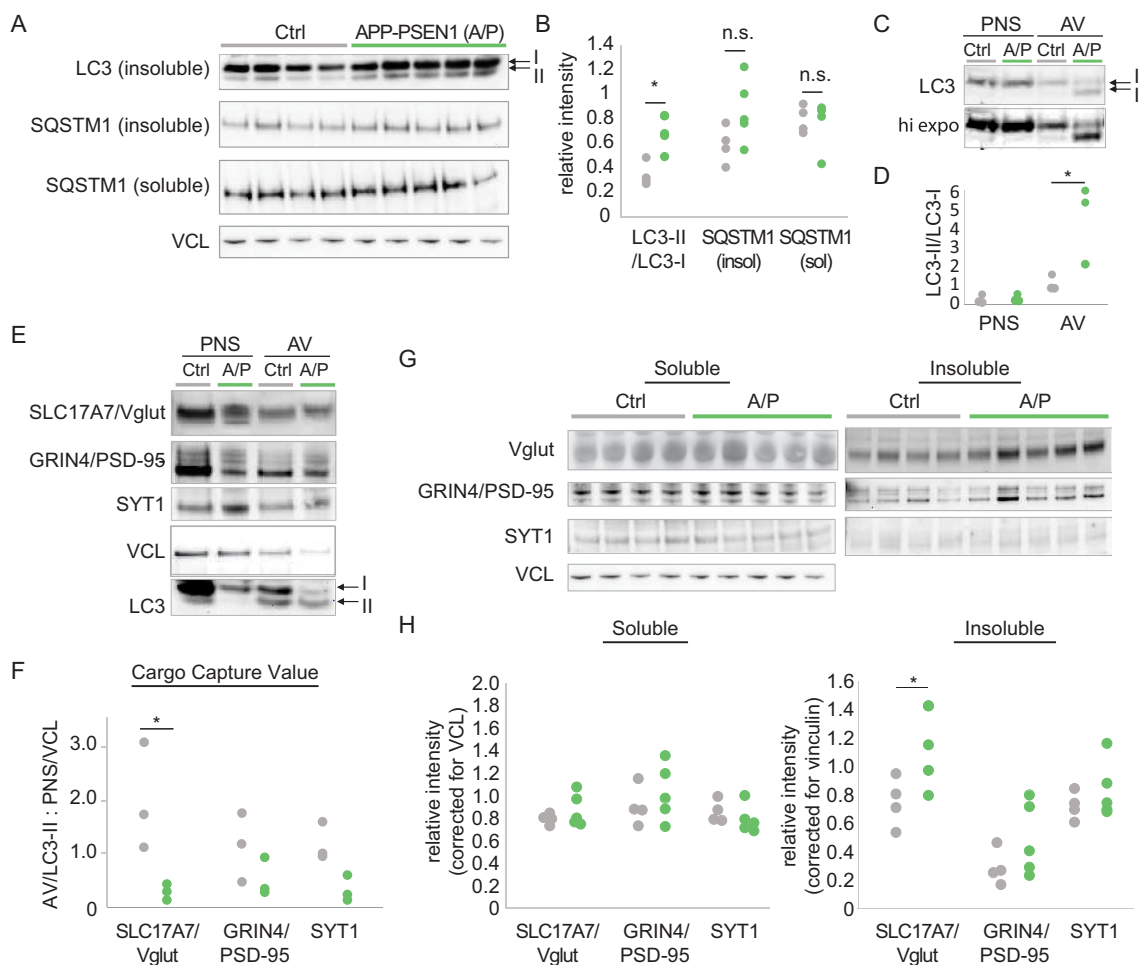 A
Ctrl
APP-PSEN1 (A/P)
LC3 (insoluble)
I
II
SQSTM1 (insoluble)
SQSTM1 (soluble)
VCL
B
relative intensity
1.4
1.2
1
0.8
0.6
0.4
0.2
0
*
n.s.
n.s.
LC3-II
/LC3-I
SQSTM1
(insol)
SQSTM1
(sol)
C
PNS
AV
Ctrl
A/P
Ctrl
A/P
LC3
I
I
hi expo
D
LC3-II/LC3-I
6
5
4
3
2
1
0
*
PNS
AV
E
PNS
AV
Ctrl
A/P
Ctrl
A/P
SLC17A7/Vglut
GRIN4/PSD-95
SYT1
VCL
LC3
I
II
F
Cargo Capture Value
AV/LC3-II : PNS/VCL
3.0
2.0
1.0
0
*
SLC17A7/
Vglut
GRIN4/
PSD-95
SYT1
G
Soluble
Insoluble
Ctrl
A/P
Ctrl
A/P
Vglut
GRIN4/PSD-95
SYT1
VCL
H
Soluble
relative intensity
(corrected for VCL)
2.0
1.8
1.6
1.4
1.2
1.0
0.8
0.6
0.4
0.2
0
SLC17A7/
Vglut
GRIN4/
PSD-95
SYT1
Insoluble
relative intensity
(corrected for vinculin)
1.6
1.4
1.2
1.0
0.8
0.6
0.4
0.2
0
*
SLC17A7/
Vglut
GRIN4/
PSD-95
SYT1